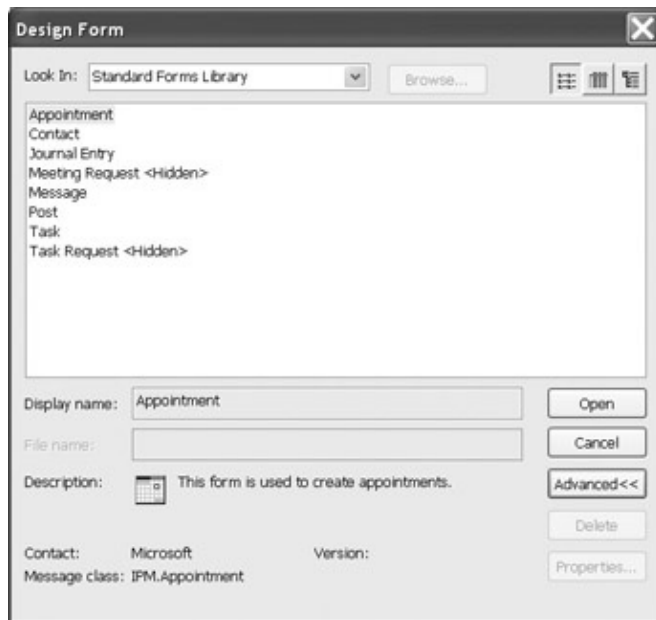 Design Form
Look In: Standard Forms Library Browse...
Appointment
Contact
Journal Entry
Meeting Request <Hidden>
Message
Post
Task
Task Request <Hidden>
Display name: Appointment Open
File name: Cancel
Description: This form is used to create appointments. Advanced<<
Delete
Contact: Microsoft Version:
Properties...
Message class: IPM.Appointment